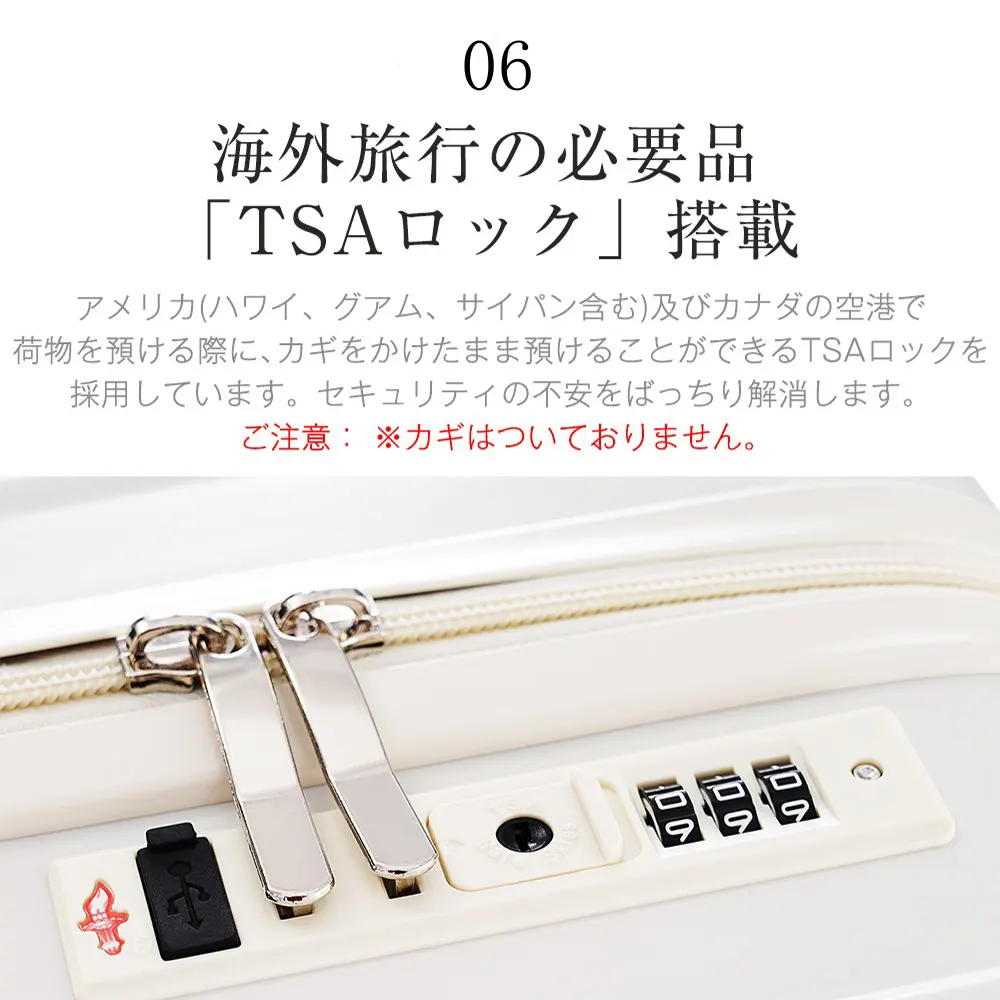 06
海外旅行の必要品
「TSAロック」搭載
アメリカ(ハワイ、グアム、サイパン含む)及びカナダの空港で
荷物を預ける際に、カギをかけたまま預けることができるTSAロックを
採用しています。セキュリティの不安をばっちり解消します。
ご注意： ※カギはついておりません。
0 0 0
9 9 9